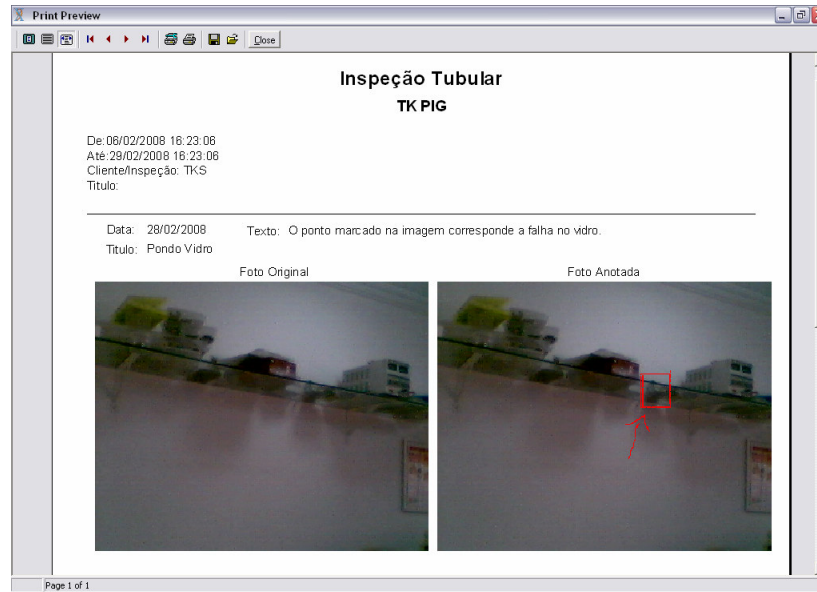 Print Preview
Close
Inspeção Tubular
TK PIG
De:06/02/2008 16:23:06
Até:29/02/2008 16:23:06
Cliente/Inspeção: TKS
Titulo:
Data: 28/02/2008 Texto: O ponto marcado na imagem corresponde a falha no vidro.
Titulo: Pondo Vidro
Foto Original Foto Anotada
Page 1 of 1